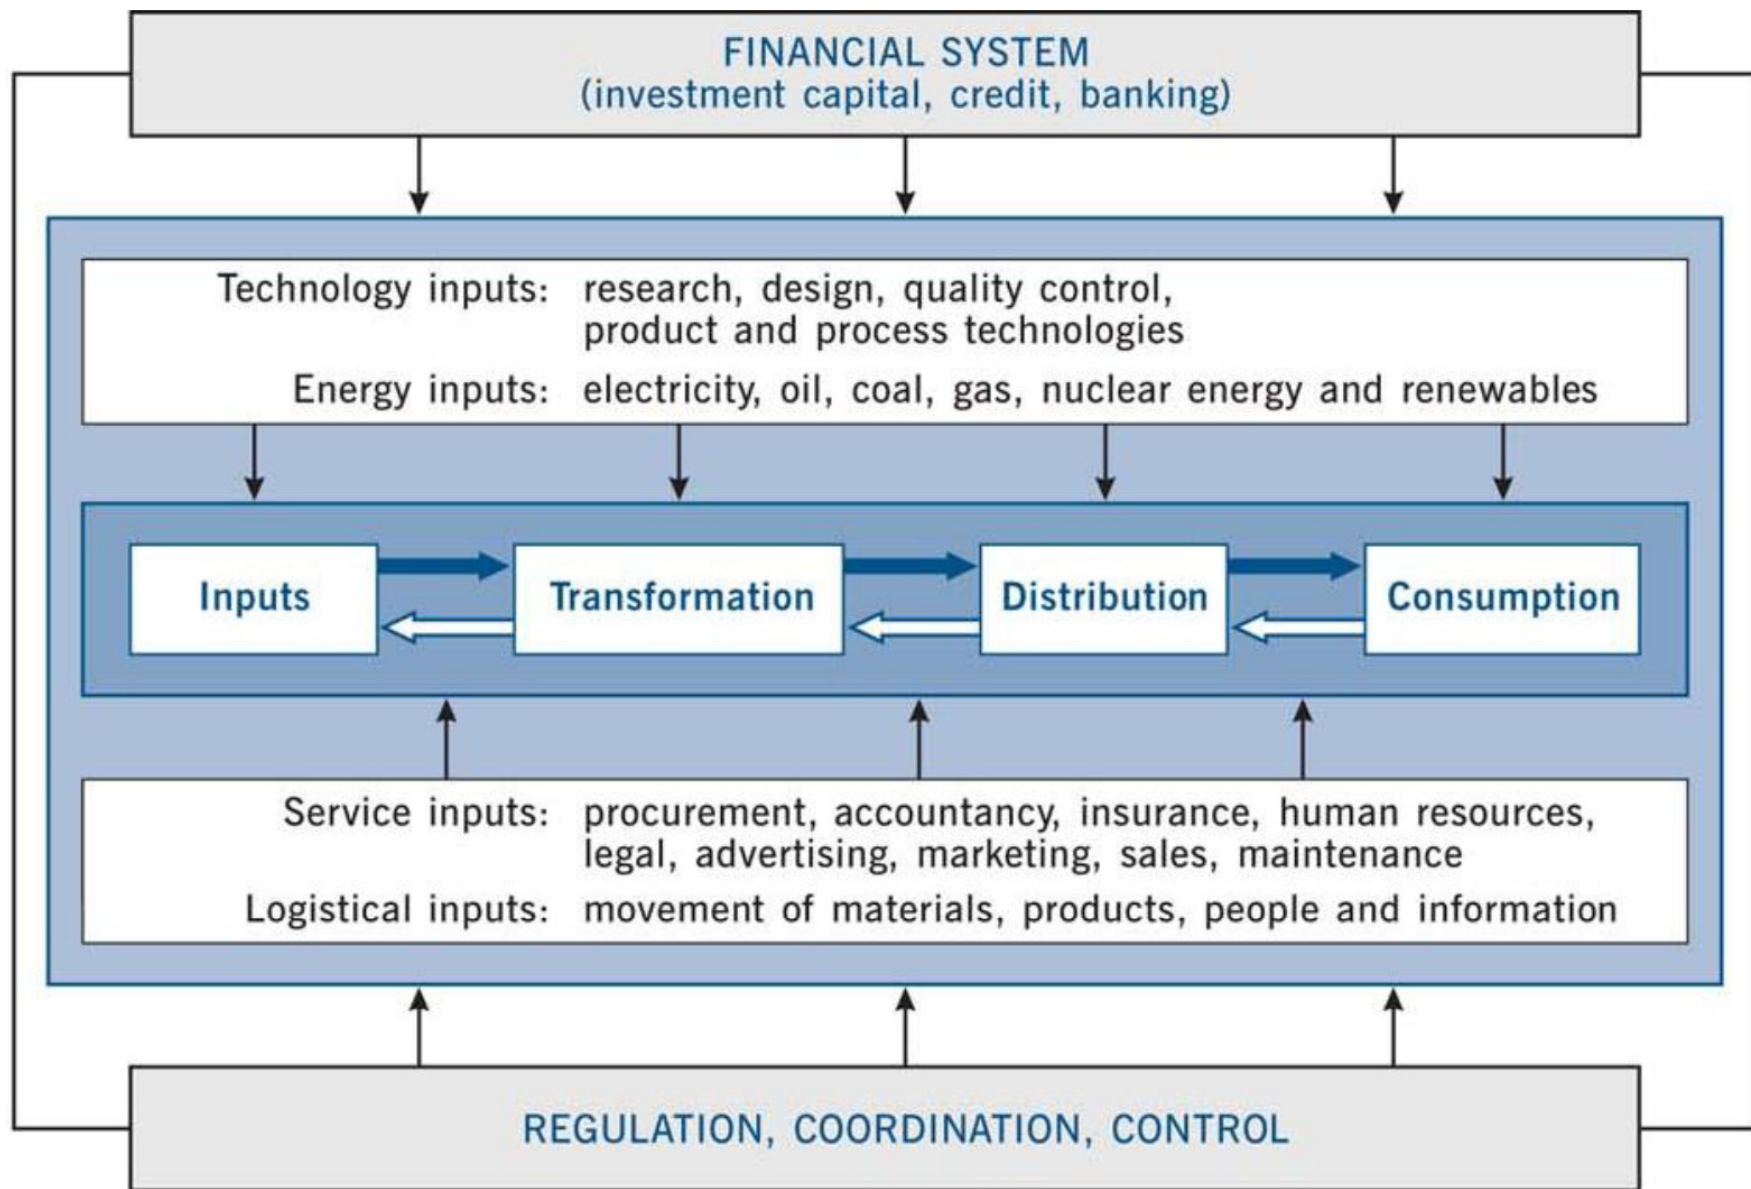 FINANCIAL SYSTEM
(investment capital, credit, banking)
Technology inputs: research, design, quality control,
product and process technologies
Energy inputs: electricity, oil, coal, gas, nuclear energy and renewables
Inputs
Transformation
Distribution
Consumption
Service inputs: procurement, accountancy, insurance, human resources,
legal, advertising, marketing, sales, maintenance
Logistical inputs: movement of materials, products, people and information
REGULATION, COORDINATION, CONTROL